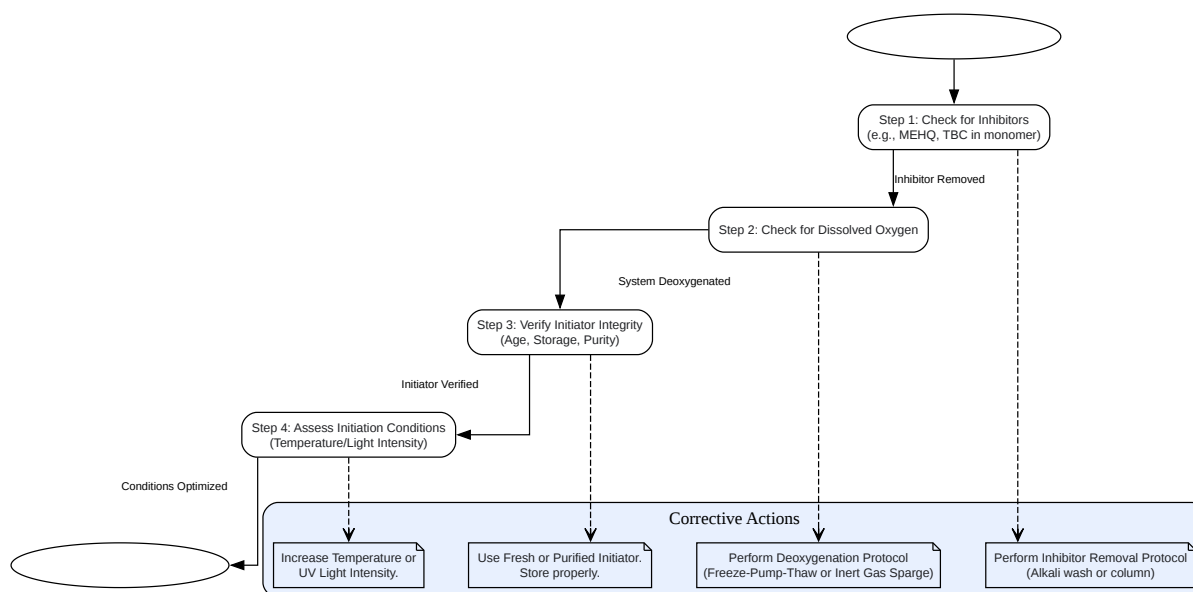 Step 1: Check for Inhibitors
(e.g., MEHQ, TBC in monomer)
Inhibitor Removed
Step 2: Check for Dissolved Oxygen
System Deoxygenated
Step 3: Verify Initiator Integrity
(Age, Storage, Purity)
Initiator Verified
Step 4: Assess Initiation Conditions
(Temperature/Light Intensity)
Conditions Optimized
Corrective Actions
Increase Temperature or
UV Light Intensity.
Use Fresh or Purified Initiator.
Store properly.
Perform Deoxygenation Protocol
(Freeze-Pump-Thaw or Inert Gas Sparge)
Perform Inhibitor Removal Protocol
(Alkali wash or column)